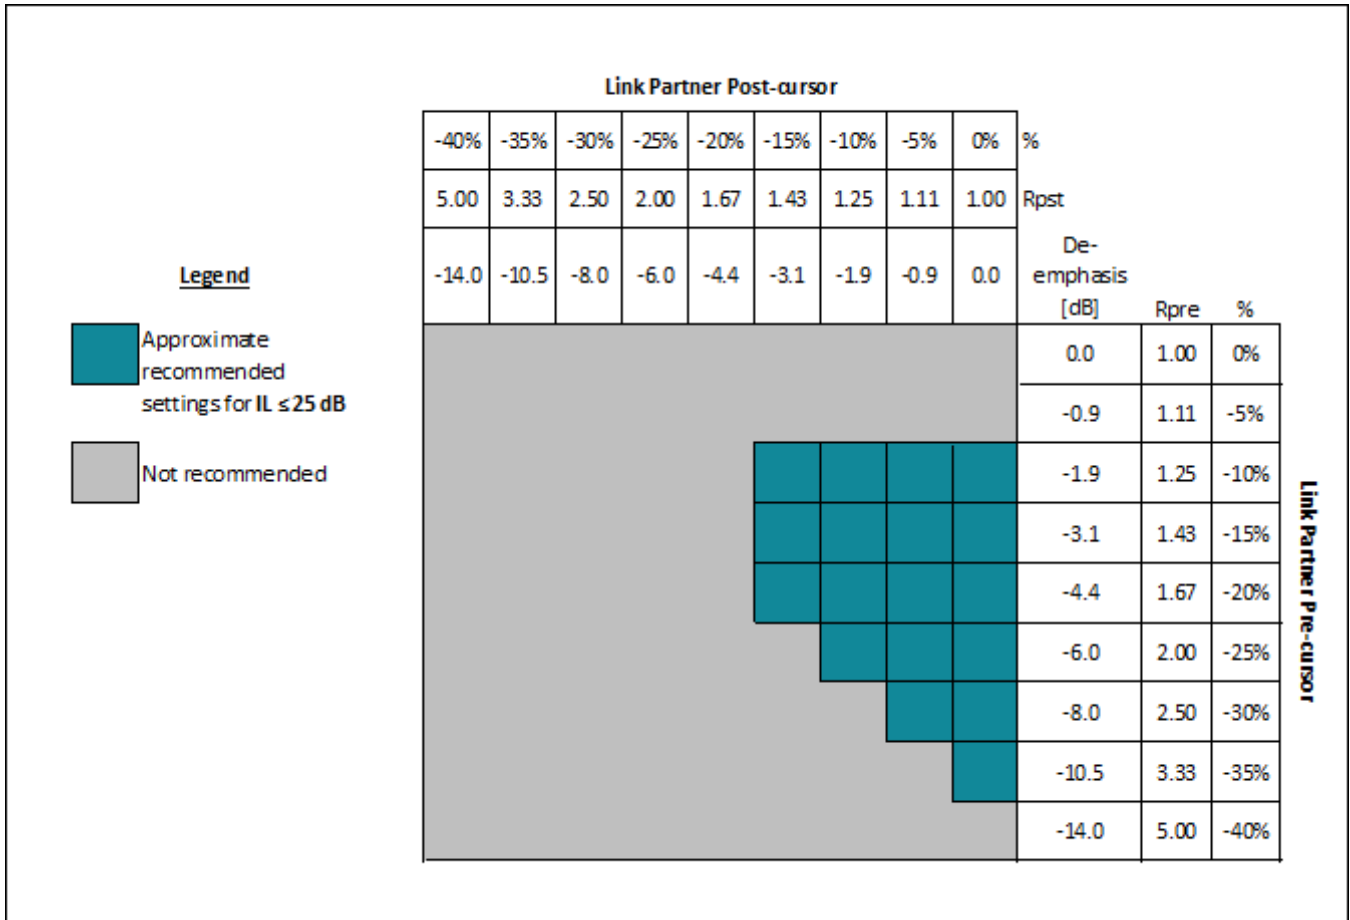 Link Partner Post-cursor
-40% -35% -30% -25% -20% -15% -10% -5% 0% %
5.00 3.33 2.50 2.00 1.67 1.43 1.25 1.11 1.00 Rpst
-14.0 -10.5 -8.0 -6.0 -4.4 -3.1 -1.9 -0.9 0.0
De-
emphasis
[dB] Rpre %
0.0 1.00 0%
-0.9 1.11 -5%
-1.9 1.25 -10%
-3.1 1.43 -15%
-4.4 1.67 -20%
-6.0 2.00 -25%
-8.0 2.50 -30%
-10.5 3.33 -35%
-14.0 5.00 -40%
Link Partner Pre-cursor
Legend
Approximate
recommended
settings for IL ≤ 25 dB
Not recommended